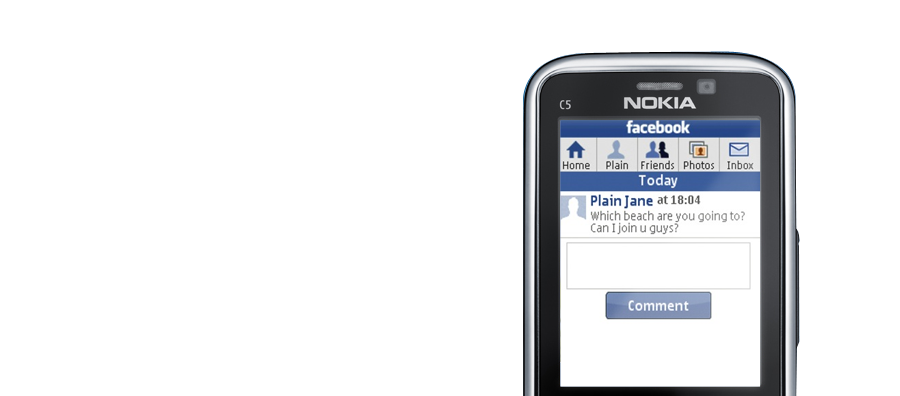 C5
NOKIA
facebook
Home Plain Friends Photos Inbox
Today
Plain Jane at 18:04
Which beach are you going to?
Can I join u guys?
Comment